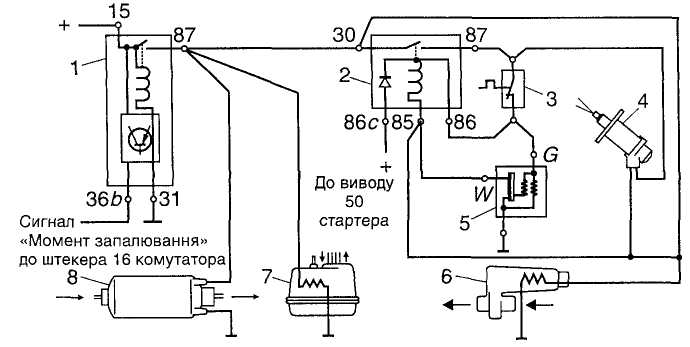 + 15
87
30
87
1
2
3
4
86c 85 86
+
G
W
До виводу
50
стартера
5
36b 31
Сигнал
«Момент запалювання»
до штекера 16 комутатора
8
7
6